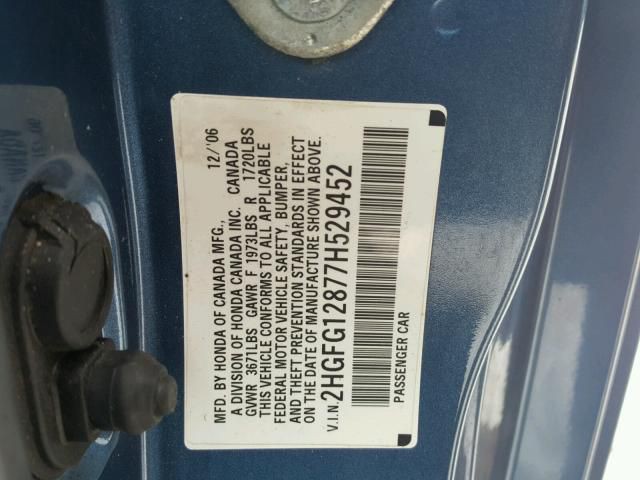 MFD. BY HONDA OF CANADA MFG., 12/'06
A DIVISION OF HONDA CANADA INC. CANADA
GVWR 3671LBS GAWR F 1973LBS R 1720LBS
THIS VEHICLE CONFORMS TO ALL APPLICABLE
FEDERAL MOTOR VEHICLE SAFETY, BUMPER,
AND THEFT PREVENTION STANDARDS IN EFFECT
ON THE DATE OF MANUFACTURE SHOWN ABOVE.
V.I.N. 2HGFG12877H529452
PASSENGER CAR